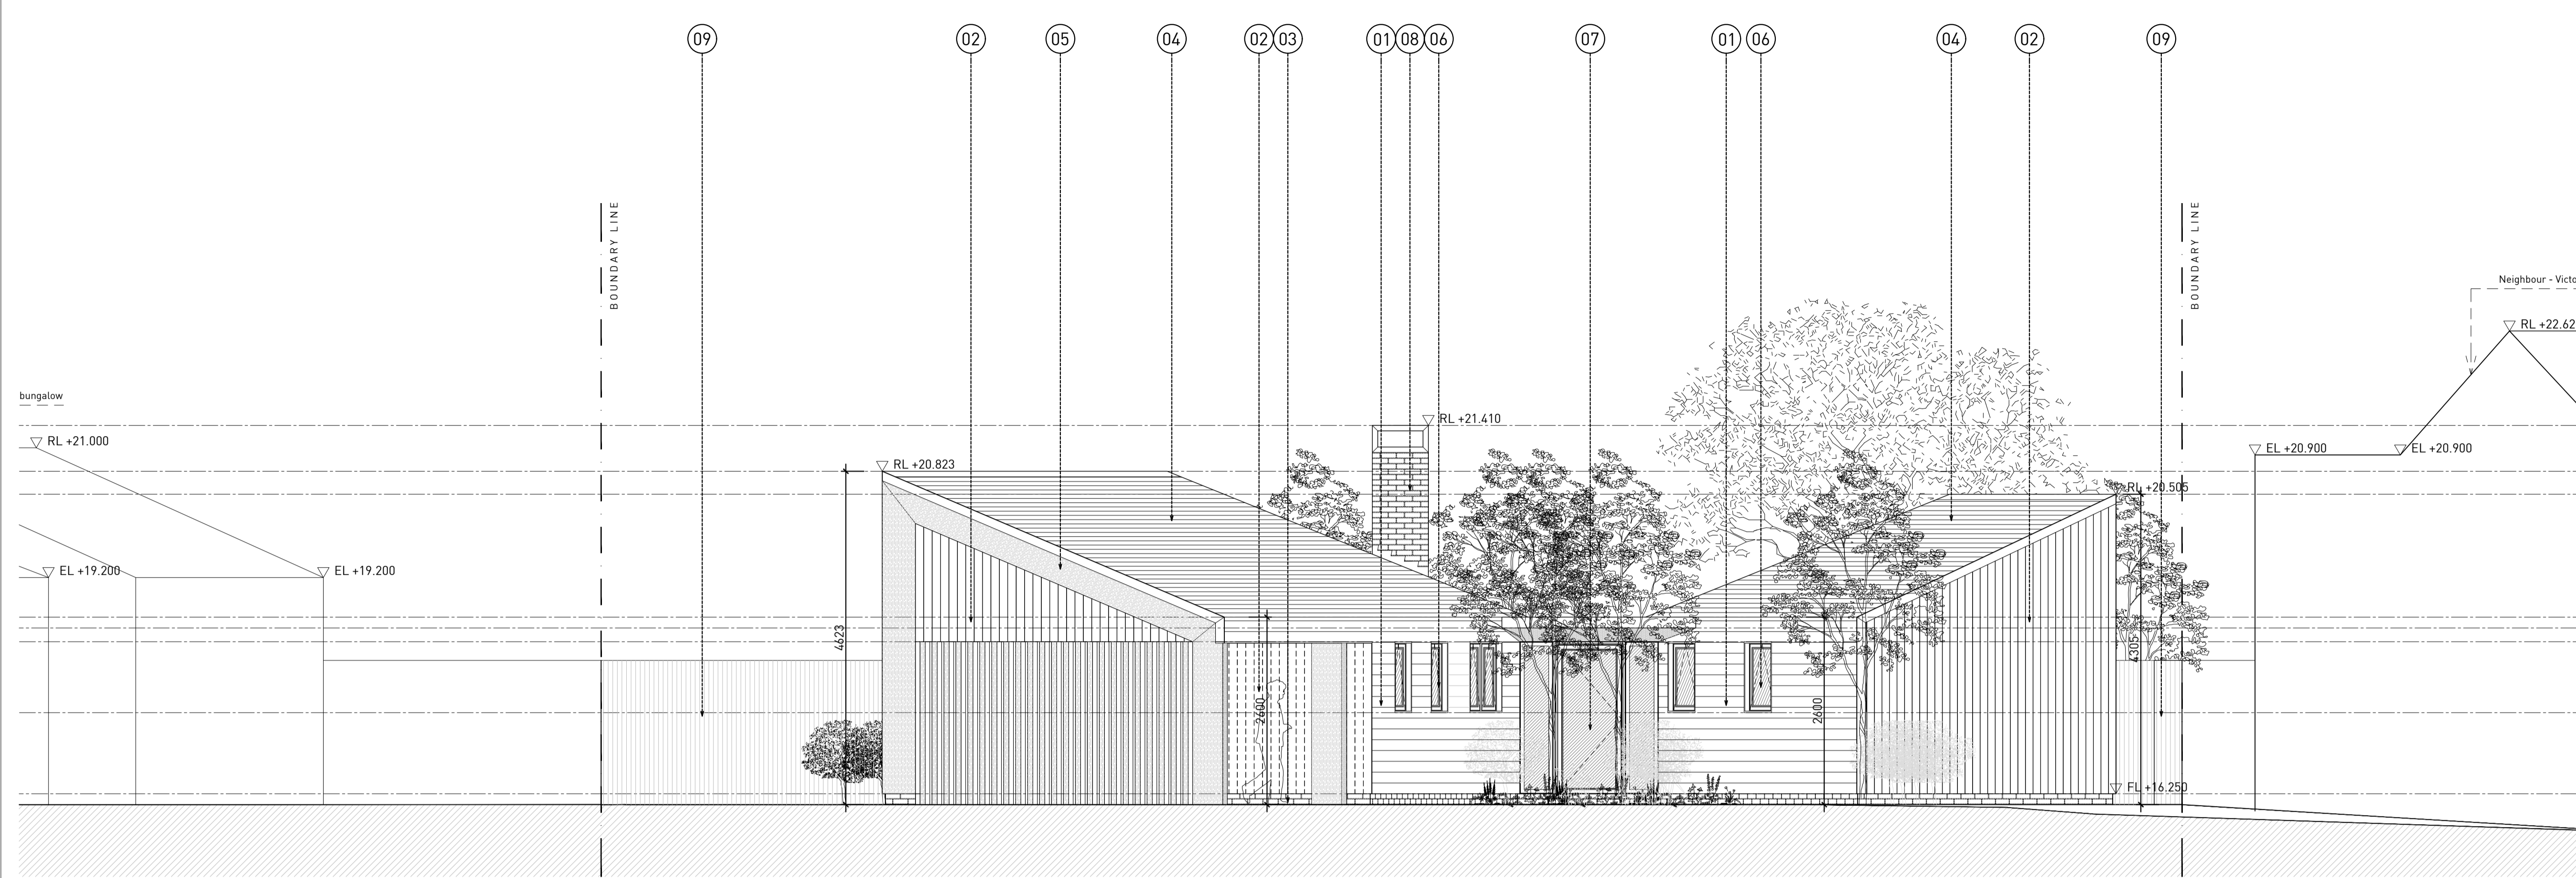 09 02 05 04 02 03 01 08 06 07 01 06 04 02 09
BOUNDARY LINE
BOUNDARY LINE
Neighbour - Victo
RL +22.62
bungalow
RL +21.410
RL +21.000
EL +20.900
EL +20.900
RL +20.823
RL +20.505
EL +19.200
EL +19.200
4623
4305
2600
2600
FL +16.250